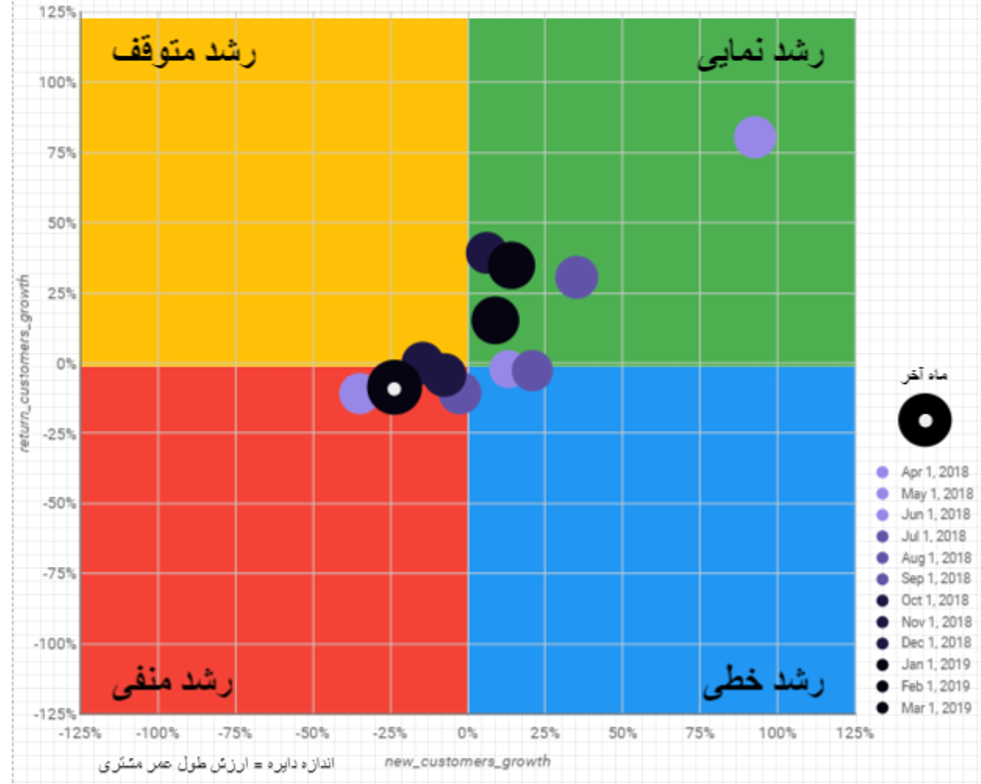 125%
رشد متوقف
رشد نمایی
100%
75%
50%
25%
0%
-25%
-50%
-75%
-100%
-125%
return_customers_growth
رشد منفی
رشد خطی
-125%
-100%
-75%
-50%
-25%
0%
25%
50%
75%
100%
125%
new_customers_growth
اندازه دایره = ارزش طول عمر مشتری
ماه آخر
Apr 1, 2018
May 1, 2018
Jun 1, 2018
Jul 1, 2018
Aug 1, 2018
Sep 1, 2018
Oct 1, 2018
Nov 1, 2018
Dec 1, 2018
Jan 1, 2019
Feb 1, 2019
Mar 1, 2019